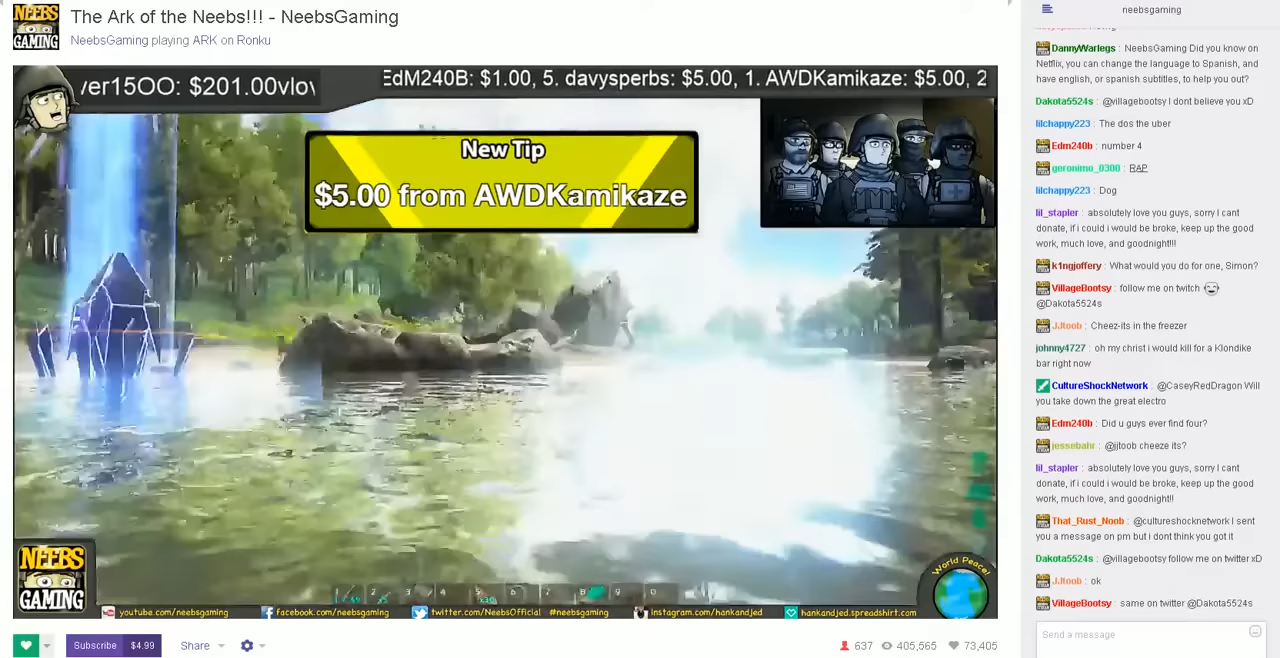 The Ark of the Neebs!!! - NeebsGaming
NeebsGaming playing ARK on Ronku
NEEBS
GAMING
ver15OO: $201.00vlov
EdM240B: $1.00, 5. davysperbs: $5.00, 1. AWDKamikaze: $5.00, 2
New Tip
$5.00 from AWDKamikaze
NEEBS
GAMING
World Peace!
youtube.com/neebsgaming
facebook.com/neebsgaming
twitter.com/NeebsOfficial #neebsgaming
instagram.com/hankandjed
hankandjed.spreadshirt.com
Subscribe $4.99
Share
637 405,565 73,405
neebsgaming
DannyWarlegs : NeebsGaming Did you know on
Netflix, you can change the language to Spanish, and
have english, or spanish subtitles, to help you out?
Dakota5524s : @villagebootsy I dont believe you xD
lilchappy223 : The dos the uber
Edm240b : number 4
geronimo_0300 : RAP
lilchappy223 : Dog
lil_stapler : absolutely love you guys, sorry I cant
donate, if i could i would be broke, keep up the good
work, much love, and goodnight!!!
k1ngjoffery : What would you do for one, Simon?
VillageBootsy : follow me on twitch
@Dakota5524s
JJtoob : Cheez-its in the freezer
johnny4727 : oh my christ i would kill for a Klondike
bar right now
CultureShockNetwork : @CaseyRedDragon Will
you take down the great electro
Edm240b : Did u guys ever find four?
jessebahr : @jjtoob cheeze its?
lil_stapler : absolutely love you guys, sorry I cant
donate, if i could i would be broke, keep up the good
work, much love, and goodnight!!
That_Rust_Noob : @cultureshocknetwork I sent
you a message on pm but i dont think you got it
Dakota5524s : @villagebootsy follow me on twitter xD
JJtoob : ok
VillageBootsy : same on twitter @Dakota5524s
Send a message